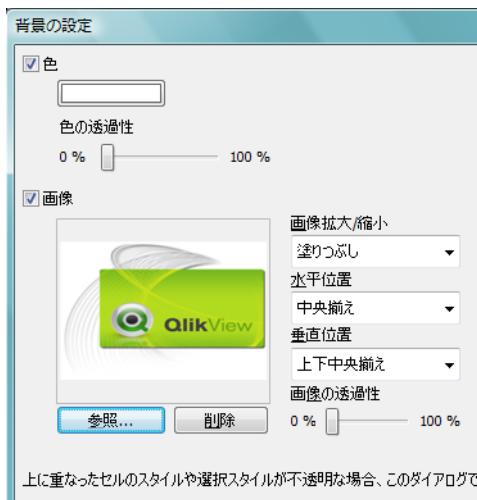 背景の設定
色
色の透過性
0 % 100 %
画像
画像拡大/縮小
塗りつぶし
水平位置
中央揃え
垂直位置
上下中央揃え
画像の透過性
0 % 100 %
QlikView
参照... 削除
上に重なったセルのスタイルや選択スタイルが不透明な場合、このダイアログで